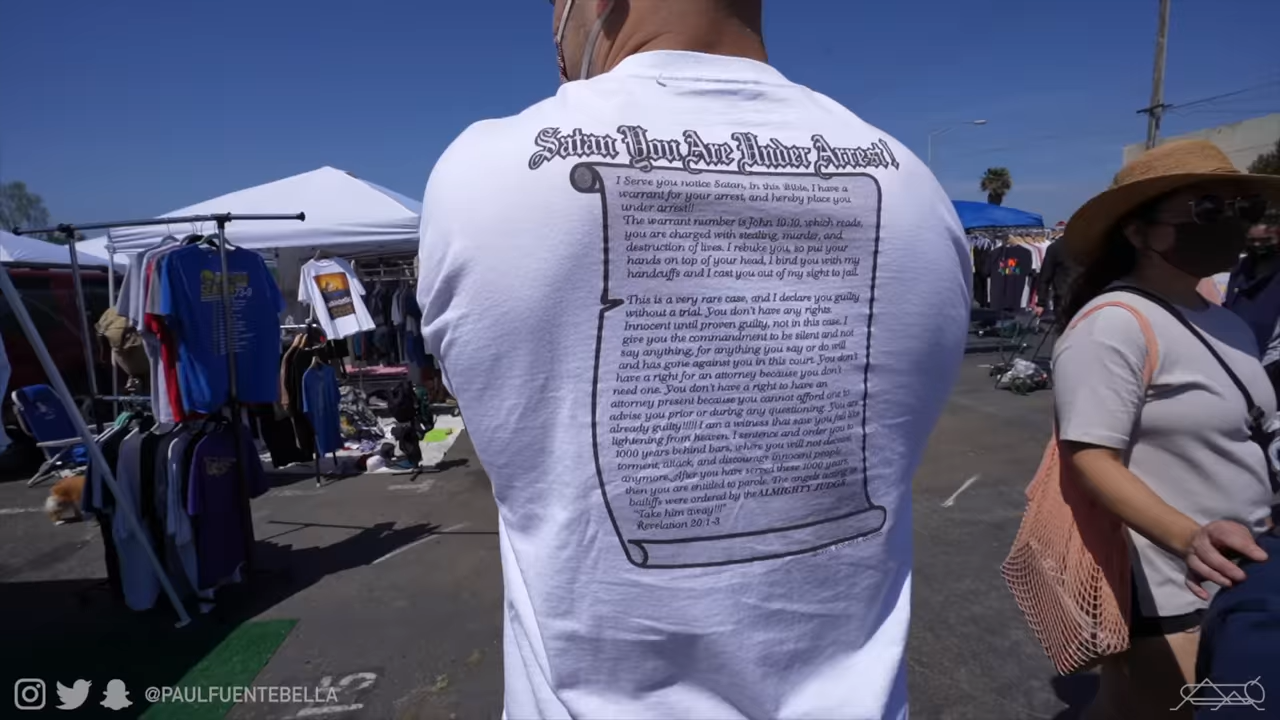 Satan You Are Under Arrest!
I Serve you notice Satan, In this Bible, I have a
warrant for your arrest, and hereby place you
under arrest!!
The warrant number is John 10:10, which reads,
you are charged with stealing, murder, and
destruction of lives. I rebuke you, so put your
hands on top of your head, I bind you with my
handcuffs and I cast you out of my sight to jail.
This is a very rare case, and I declare you guilty
without a trial. You don't have any rights.
Innocent until proven guilty, not in this case. I
give you the commandment to be silent and not
say anything, for anything you say or do will
and has gone against you in this court. You don't
have a right for an attorney because you don't
need one. You don't have a right to have an
attorney present because you cannot afford one to
advise you prior or during any questioning. You are
already guilty!!!!! I am a witness that saw you fall like
lightening from heaven. I sentence and order you to
1000 years behind bars, where you will not deceive,
torment, attack, and discourage innocent people
anymore. After you have served these 1000 years,
then you are entitled to parole. The angels acting as
bailiffs were ordered by the ALMIGHTY JUDGE
"Take him away!!!"
Revelation 20:1-3
@PAULFUENTEBELLA
12